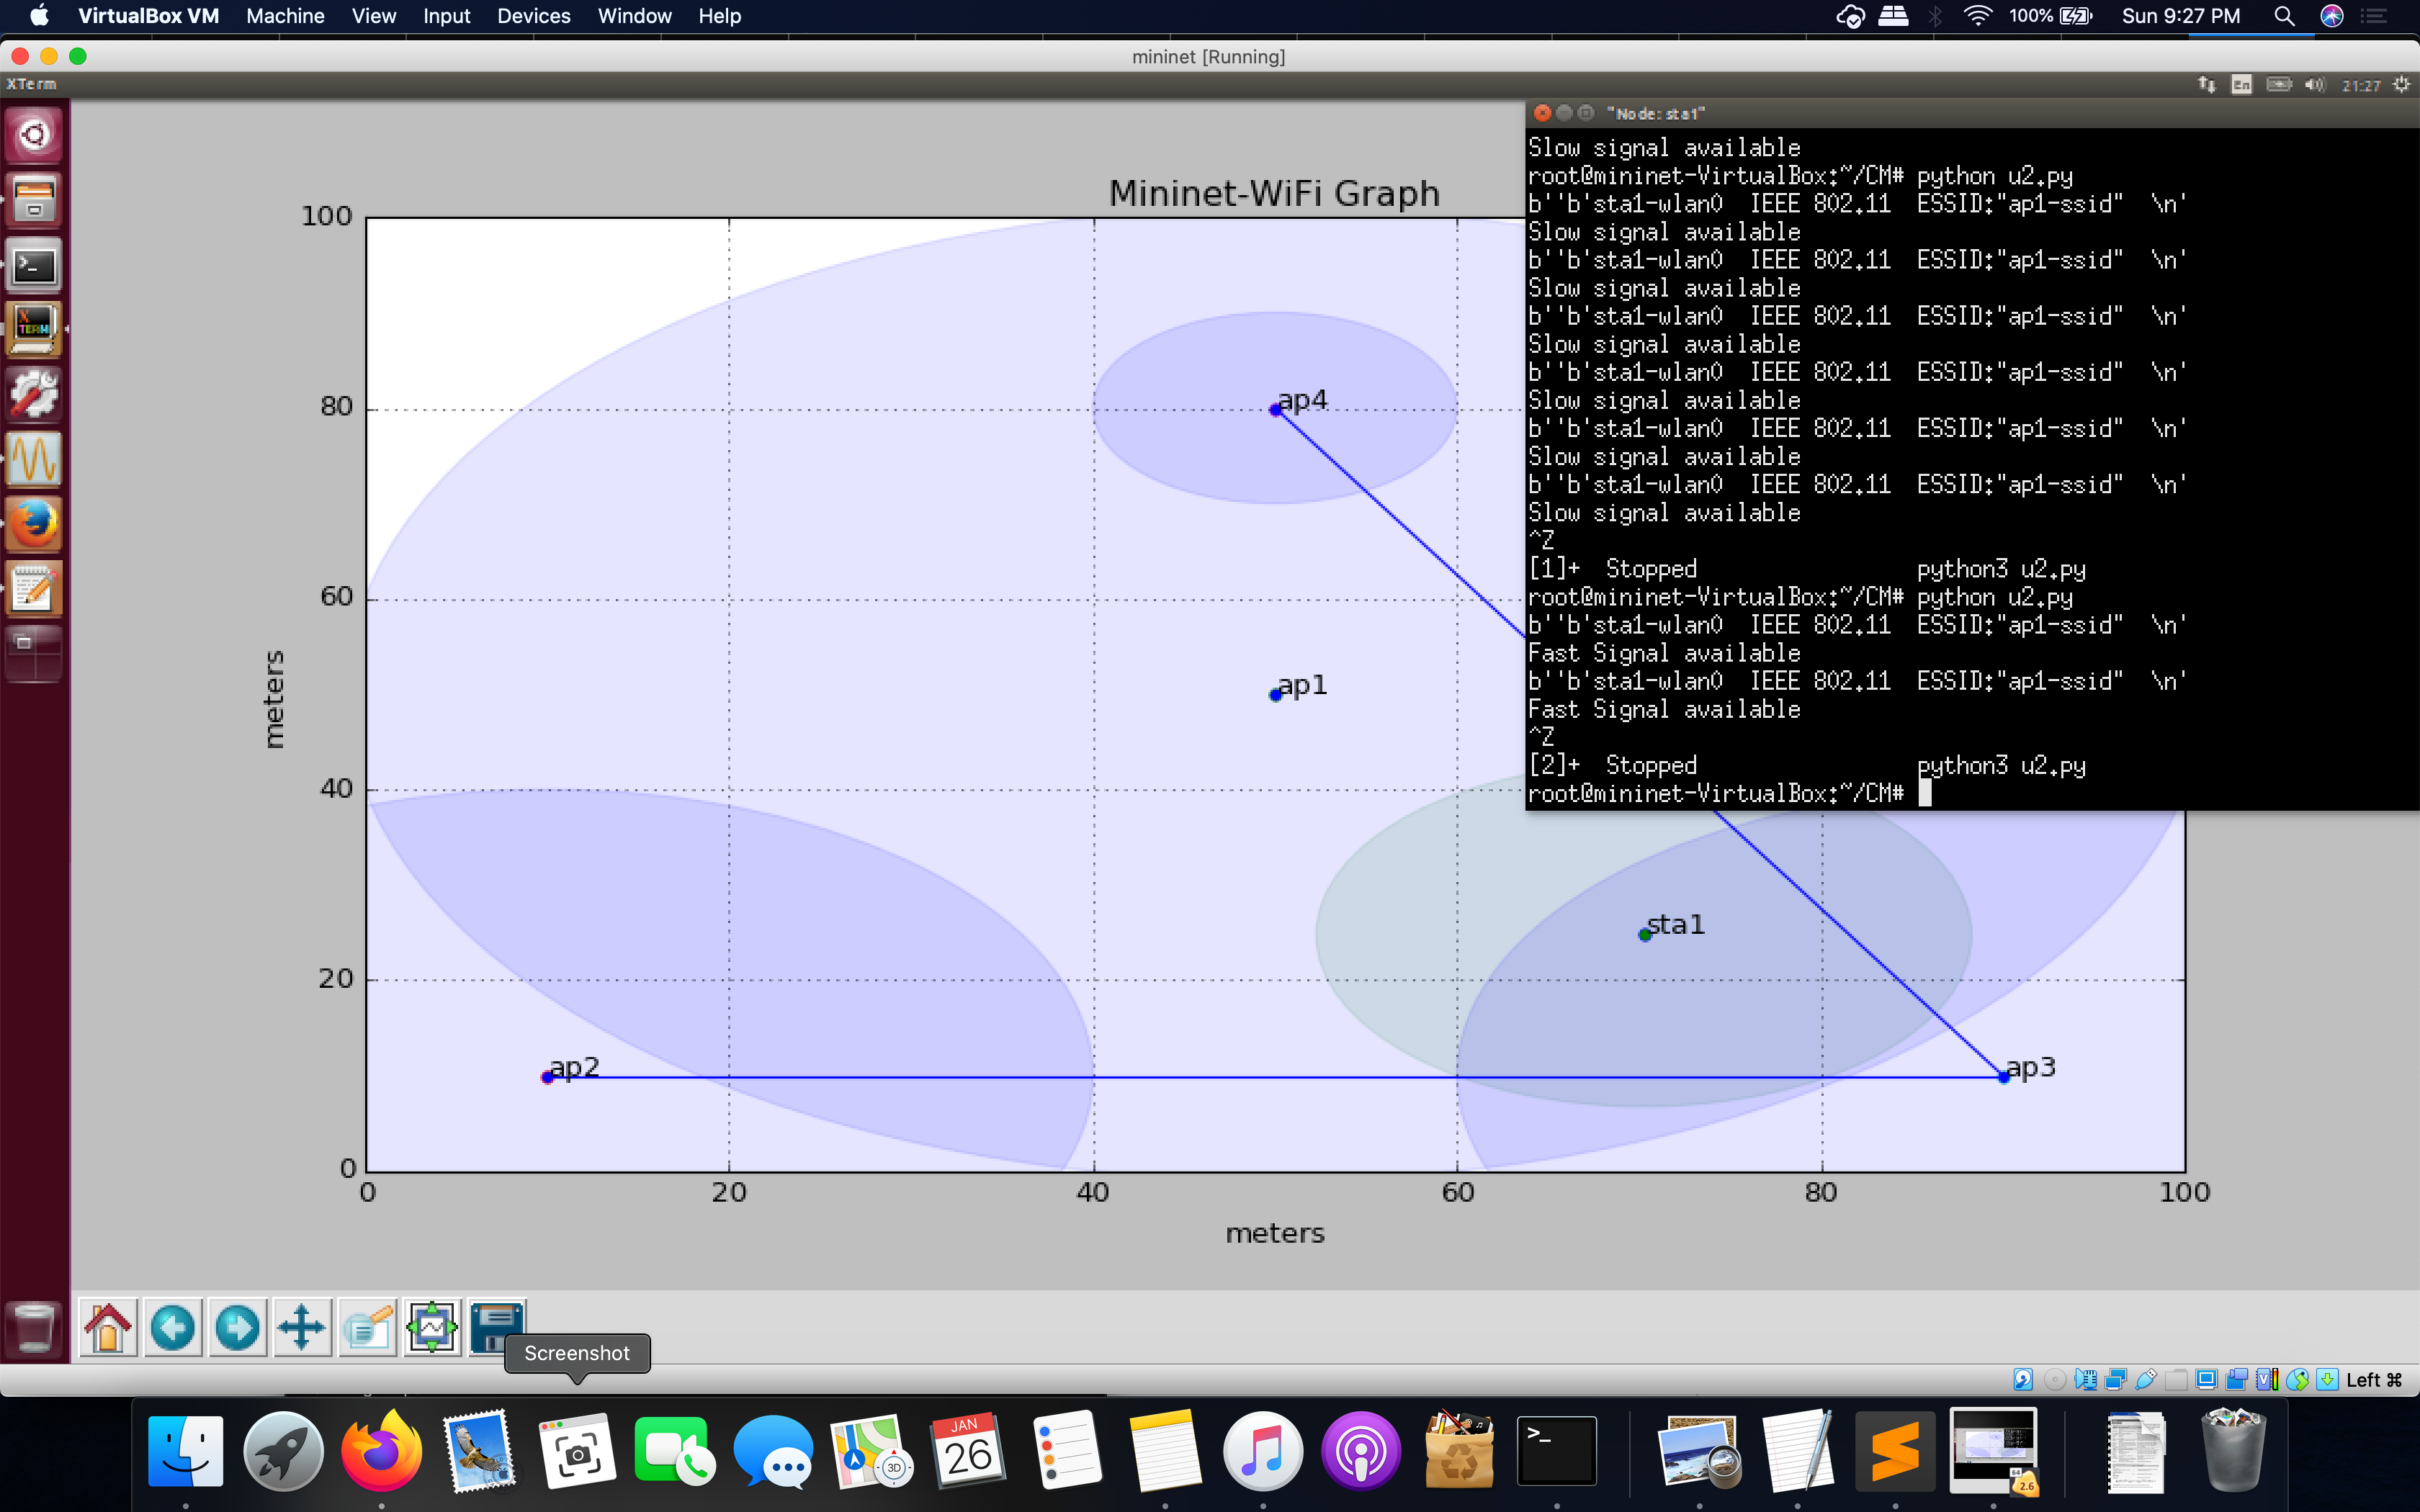 VirtualBox VM Machine View Input Devices Window Help 100% Sun 9:27 PM
mininet [Running]
XTerm En 21:27
"Node: sta1"
Slow signal available
root@mininet-VirtualBox:~/CM# python u2.py
b''b'sta1-wlan0  IEEE 802.11  ESSID:"ap1-ssid"  \n'
Slow signal available
b''b'sta1-wlan0  IEEE 802.11  ESSID:"ap1-ssid"  \n'
Slow signal available
b''b'sta1-wlan0  IEEE 802.11  ESSID:"ap1-ssid"  \n'
Slow signal available
b''b'sta1-wlan0  IEEE 802.11  ESSID:"ap1-ssid"  \n'
Slow signal available
b''b'sta1-wlan0  IEEE 802.11  ESSID:"ap1-ssid"  \n'
Slow signal available
b''b'sta1-wlan0  IEEE 802.11  ESSID:"ap1-ssid"  \n'
Slow signal available
^Z
[1]+  Stopped                 python3 u2.py
root@mininet-VirtualBox:~/CM# python u2.py
b''b'sta1-wlan0  IEEE 802.11  ESSID:"ap1-ssid"  \n'
Fast Signal available
b''b'sta1-wlan0  IEEE 802.11  ESSID:"ap1-ssid"  \n'
Fast Signal available
^Z
[2]+  Stopped                 python3 u2.py
root@mininet-VirtualBox:~/CM#
Mininet-WiFi Graph
100
80
60
40
20
0
meters
ap4
ap1
sta1
ap2
ap3
0 20 40 60 80 100
meters
Screenshot
Left ⌘
JAN
26
3D
>_
2.6